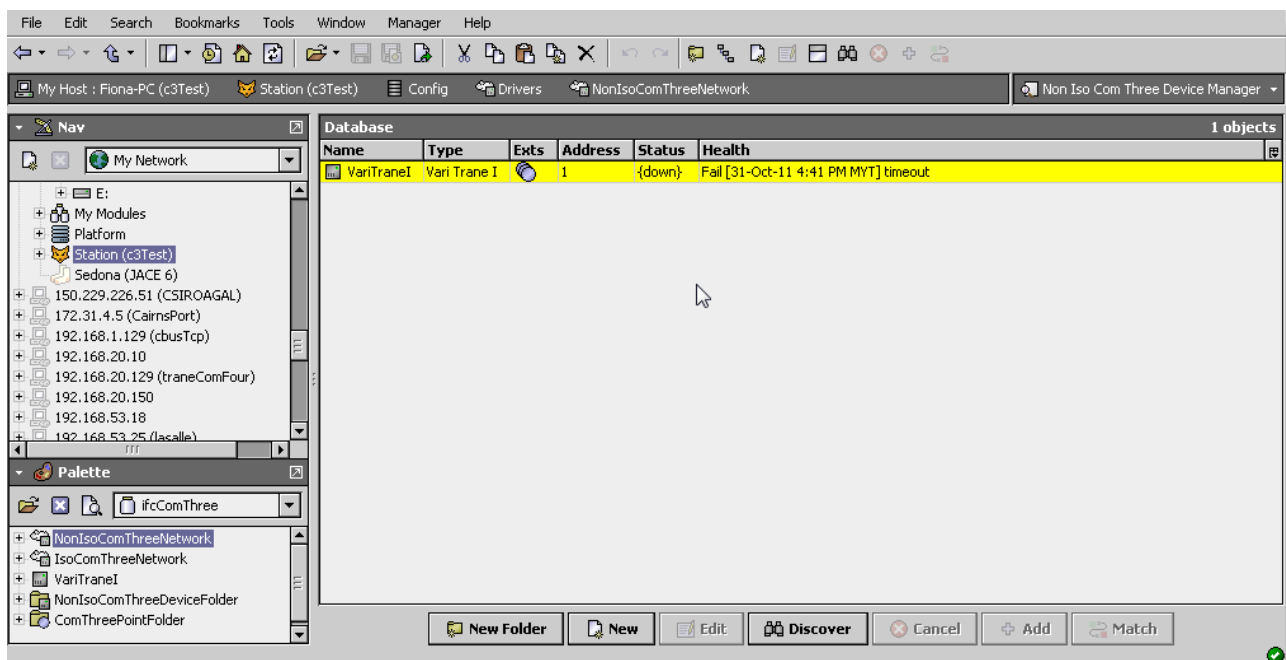 File Edit Search Bookmarks Tools Window Manager Help
My Host : Fiona-PC (c3Test) Station (c3Test) Config Drivers NonIsoComThreeNetwork Non Iso Com Three Device Manager
Nav
My Network
E:
My Modules
Platform
Station (c3Test)
Sedona (JACE 6)
150.229.226.51 (CSIROAGAL)
172.31.4.5 (CairnsPort)
192.168.1.129 (cbusTcp)
192.168.20.10
192.168.20.129 (traneComFour)
192.168.20.150
192.168.53.18
192.168.53.25 (lasalle)
Palette
ifcComThree
NonIsoComThreeNetwork
IsoComThreeNetwork
VariTraneI
NonIsoComThreeDeviceFolder
ComThreePointFolder
Database 1 objects
Name Type Exts Address Status Health
VariTraneI Vari Trane I 1 {down} Fail [31-Oct-11 4:41 PM MYT] timeout
New Folder New Edit Discover Cancel Add Match